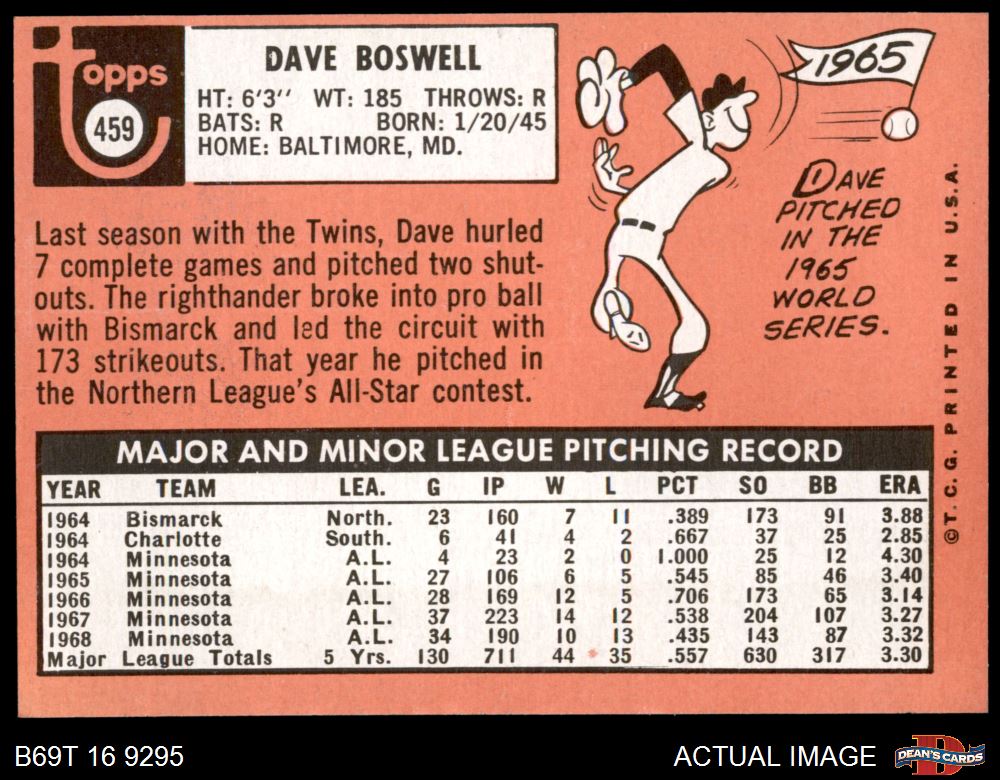 Topps
459
DAVE BOSWELL
HT: 6'3'' WT: 185 THROWS: R
BATS: R BORN: 1/20/45
HOME: BALTIMORE, MD.
Last season with the Twins, Dave hurled
7 complete games and pitched two shut-
outs. The righthander broke into pro ball
with Bismarck and led the circuit with
173 strikeouts. That year he pitched in
the Northern League's All-Star contest.
1965
DAVE
PITCHED
IN THE
1965
WORLD
SERIES.
©T.C.G. PRINTED IN U.S.A.
MAJOR AND MINOR LEAGUE PITCHING RECORD
YEAR TEAM LEA. G IP W L PCT SO BB ERA
1964 Bismarck North. 23 160 7 11 .389 173 91 3.88
1964 Charlotte South. 6 41 4 2 .667 37 25 2.85
1964 Minnesota A.L. 4 23 2 0 1.000 25 12 4.30
1965 Minnesota A.L. 27 106 6 5 .545 85 46 3.40
1966 Minnesota A.L. 28 169 12 5 .706 173 65 3.14
1967 Minnesota A.L. 37 223 14 12 .538 204 107 3.27
1968 Minnesota A.L. 34 190 10 13 .435 143 87 3.32
Major League Totals 5 Yrs. 130 711 44 35 .557 630 317 3.30
B69T 16 9295
ACTUAL IMAGE
DEAN'S CARDS